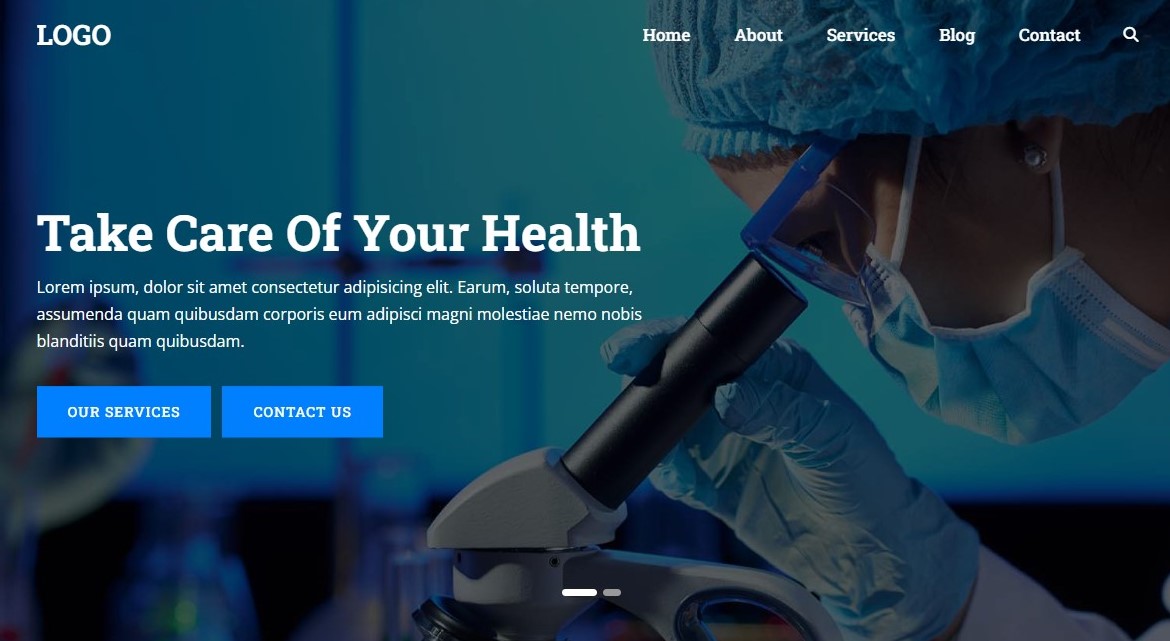 LOGO
Home About Services Blog Contact
Take Care Of Your Health
Lorem ipsum, dolor sit amet consectetur adipisicing elit. Earum, soluta tempore,
assumenda quam quibusdam corporis eum adipisci magni molestiae nemo nobis
blanditiis quam quibusdam.
OUR SERVICES CONTACT US